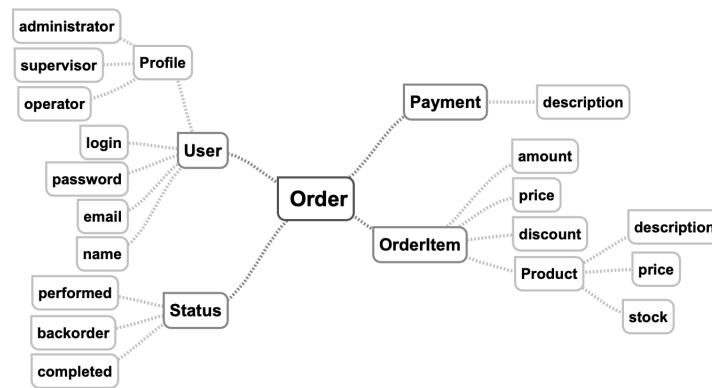 administrator
supervisor
operator
Profile
login
password
email
name
User
performed
backorder
completed
Status
Order
Payment
description
OrderItem
amount
price
discount
Product
description
price
stock